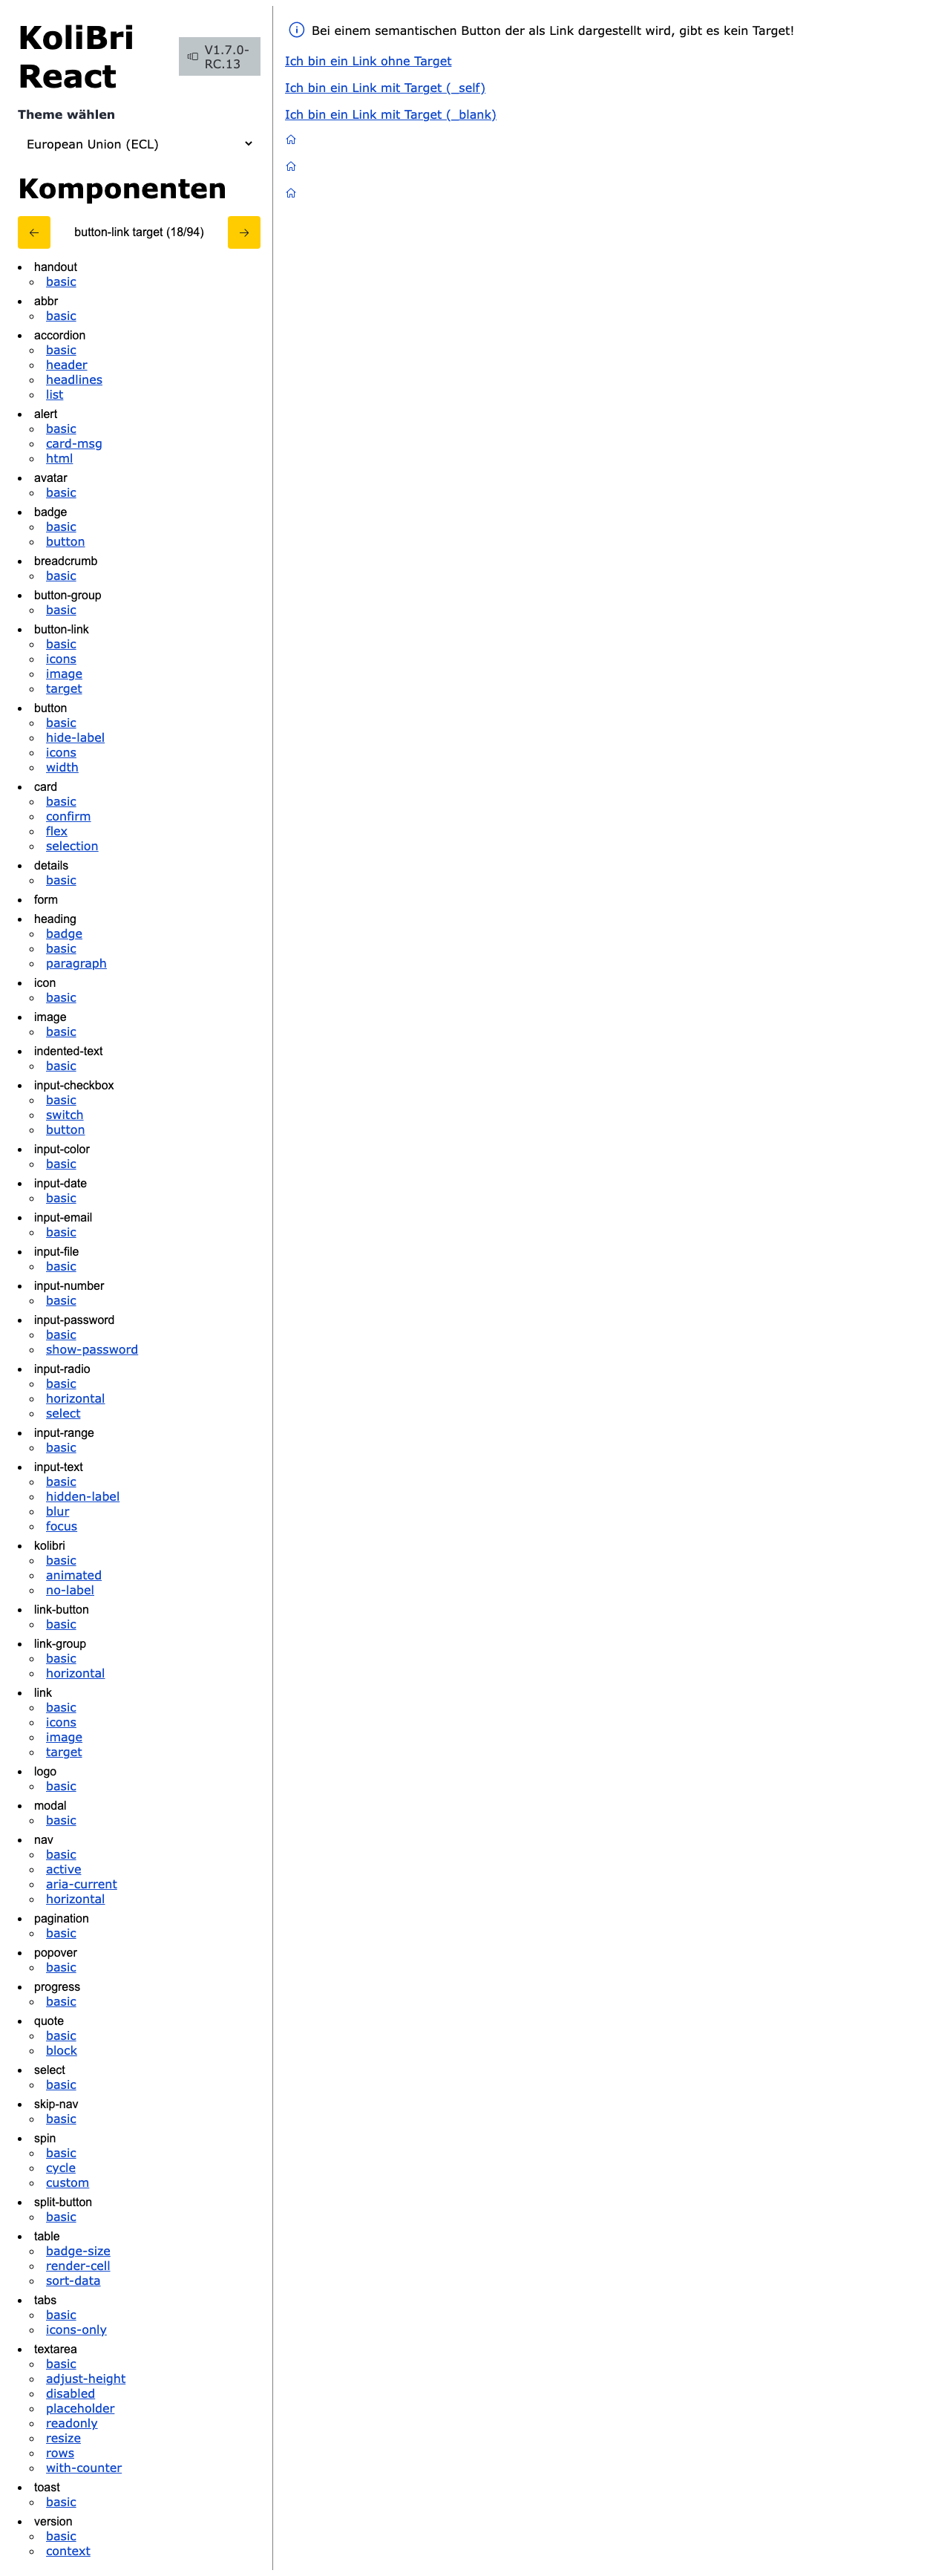 KoliBri
React
V1.7.0-
RC.13
Theme wählen
European Union (ECL)
Komponenten
button-link target (18/94)
handout
basic
abbr
basic
accordion
basic
header
headlines
list
alert
basic
card-msg
html
avatar
basic
badge
basic
button
breadcrumb
basic
button-group
basic
button-link
basic
icons
image
target
button
basic
hide-label
icons
width
card
basic
confirm
flex
selection
details
basic
form
heading
badge
basic
paragraph
icon
basic
image
basic
indented-text
basic
input-checkbox
basic
switch
button
input-color
basic
input-date
basic
input-email
basic
input-file
basic
input-number
basic
input-password
basic
show-password
input-radio
basic
horizontal
select
input-range
basic
input-text
basic
hidden-label
blur
focus
kolibri
basic
animated
no-label
link-button
basic
link-group
basic
horizontal
link
basic
icons
image
target
logo
basic
modal
basic
nav
basic
active
aria-current
horizontal
pagination
basic
popover
basic
progress
basic
quote
basic
block
select
basic
skip-nav
basic
spin
basic
cycle
custom
split-button
basic
table
badge-size
render-cell
sort-data
tabs
basic
icons-only
textarea
basic
adjust-height
disabled
placeholder
readonly
resize
rows
with-counter
toast
basic
version
basic
context
Bei einem semantischen Button der als Link dargestellt wird, gibt es kein Target!
Ich bin ein Link ohne Target
Ich bin ein Link mit Target (_self)
Ich bin ein Link mit Target (_blank)